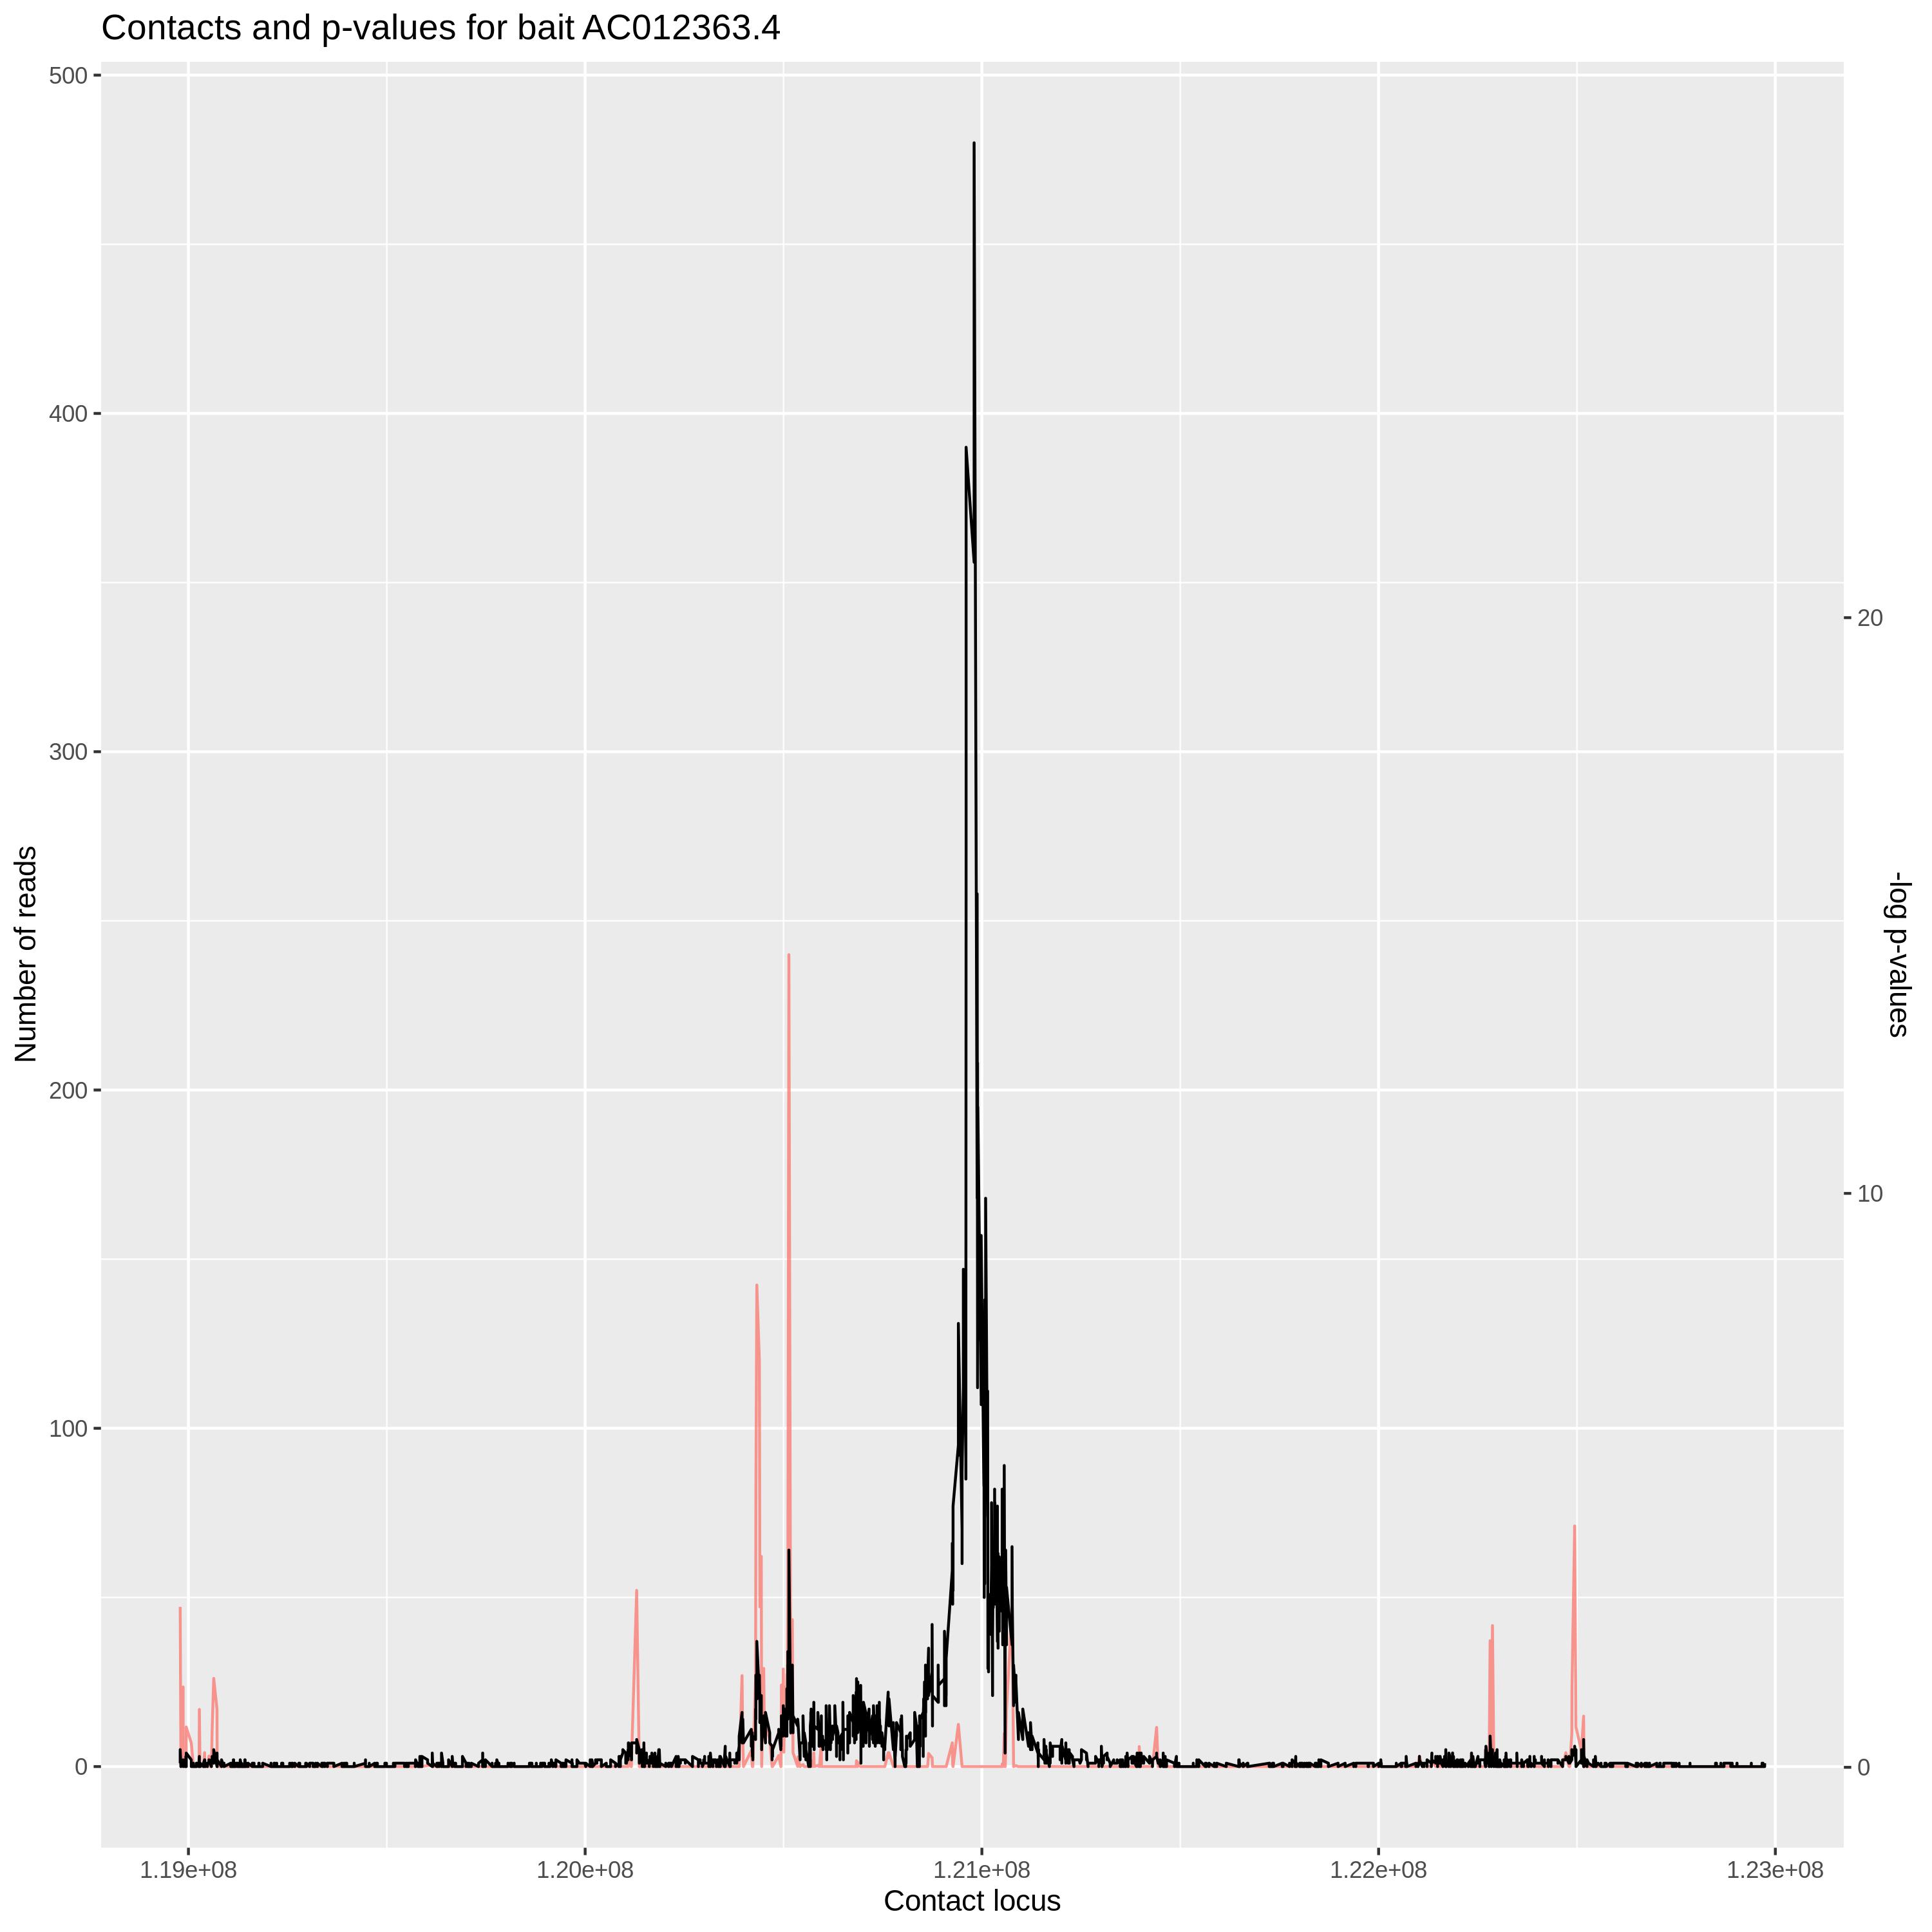 Contacts and p-values for bait AC012363.4
500
400
300
200
100
0
Number of reads
20
10
0
-log p-values
1.19e+08
1.20e+08
1.21e+08
1.22e+08
1.23e+08
Contact locus